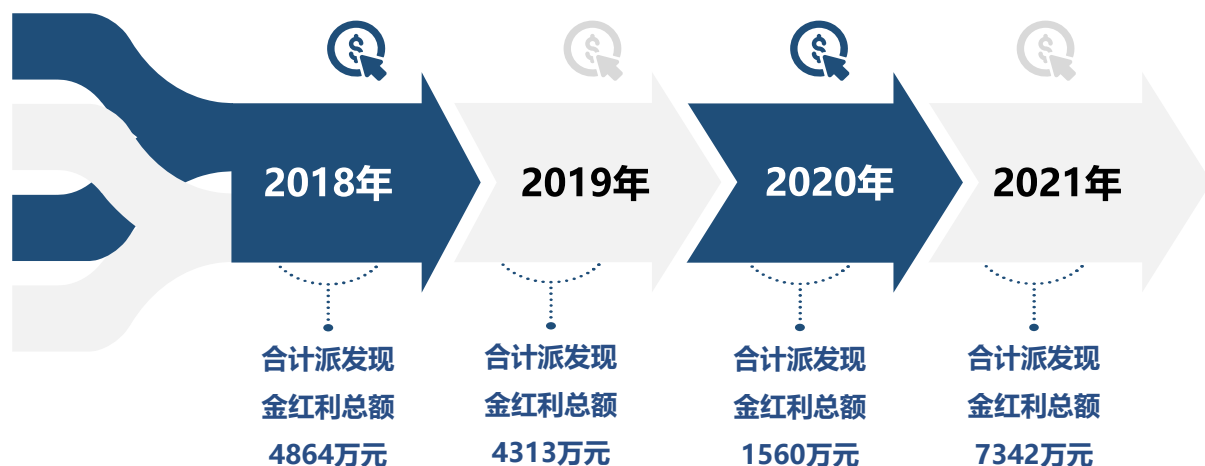 2018年
2019年
2020年
2021年
合计派发现
金红利总额
4864万元
合计派发现
金红利总额
4313万元
合计派发现
金红利总额
1560万元
合计派发现
金红利总额
7342万元